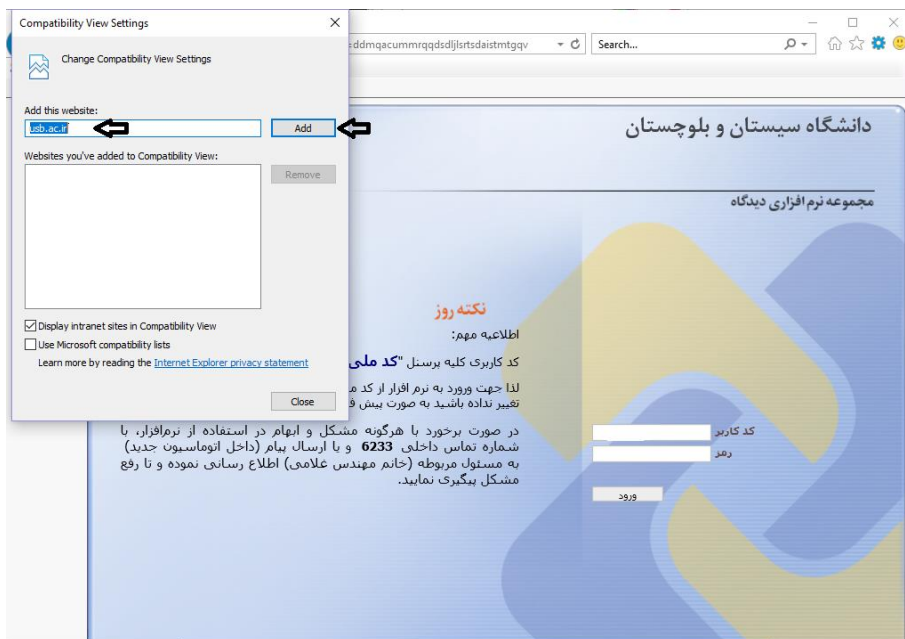 Compatibility View Settings
Change Compatibility View Settings
Add this website:
usb.ac.ir
Add
Websites you've added to Compatibility View:
Remove
Display intranet sites in Compatibility View
Use Microsoft compatibility lists
Learn more by reading the Internet Explorer privacy statement
Close
ddmqacummrqqdsdljlsrtsdaistmtgqv
Search...
دانشگاه سیستان و بلوچستان
مجموعه نرم افزاری دیدگاه
نکته روز
اطلاعیه مهم:
کد کاربری کلیه پرسنل "کد ملی
لذا جهت ورورد به نرم افزار از کد
تغییر نداده باشید به صورت پیش
در صورت برخورد با هرگونه مشکل و ابهام در استفاده از نرم‌افزار، با
شماره تماس داخلی 6233 و یا ارسال پیام (داخل اتوماسیون جدید)
به مسئول مربوطه (خانم مهندس غلامی) اطلاع رسانی نموده و تا رفع
مشکل پیگیری نمایید.
کد کاربر
رمز
ورود